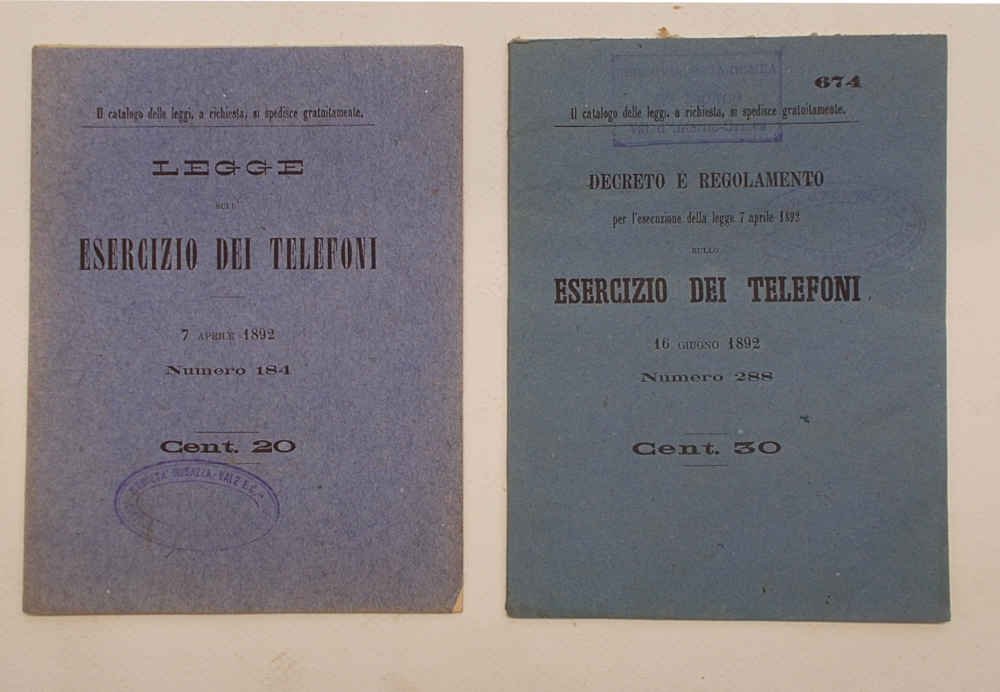 Il catalogo delle leggi, a richiesta, si spedisce gratuitamente.
LEGGE
ESERCIZIO DEI TELEFONI
7 APRILE 1892
Numero 184
Cent. 20
674
Il catalogo delle leggi, a richiesta, si spedisce gratuitamente.
DECRETO E REGOLAMENTO
per l'esecuzione della legge 7 aprile 1892
SULLO
ESERCIZIO DEI TELEFONI
16 GIUGNO 1892
Numero 288
Cent. 30